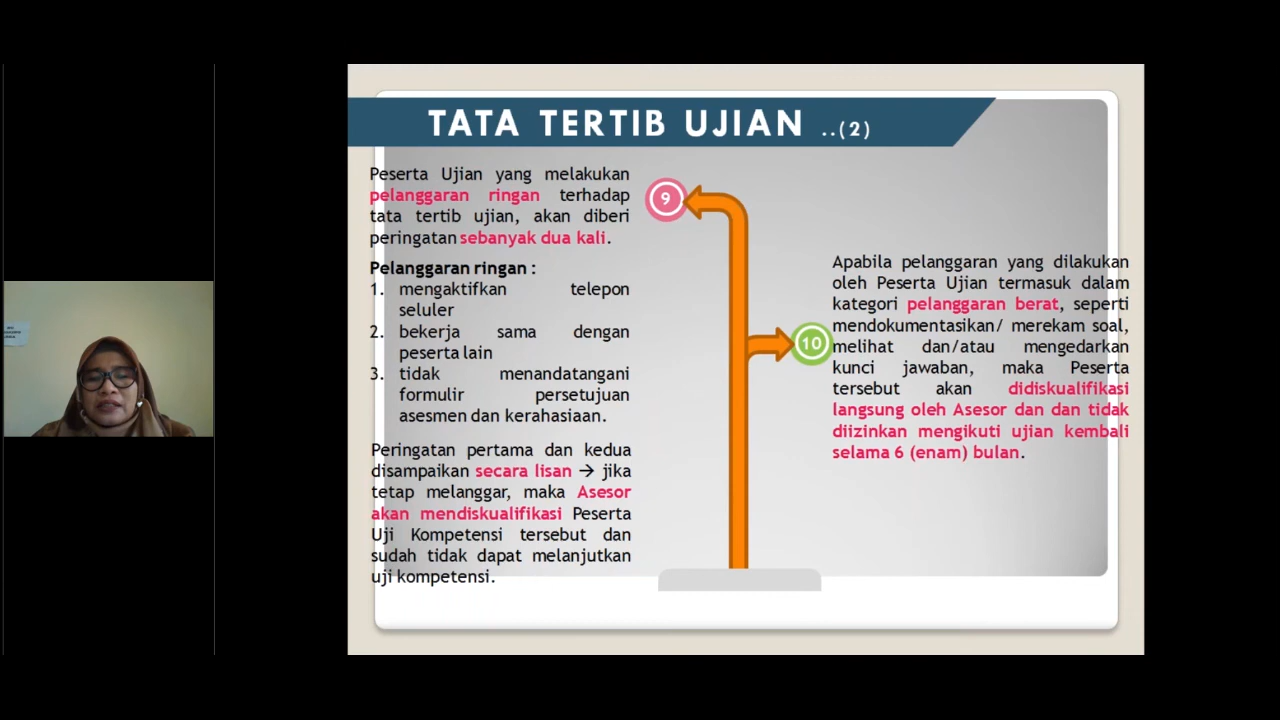 TATA TERTIB UJIAN ..(2)
Peserta Ujian yang melakukan
pelanggaran ringan terhadap
tata tertib ujian, akan diberi
peringatan sebanyak dua kali.
Pelanggaran ringan :
1. mengaktifkan telepon
seluler
2. bekerja sama dengan
peserta lain
3. tidak menandatangani
formulir persetujuan
asesmen dan kerahasiaan.
Peringatan pertama dan kedua
disampaikan secara lisan → jika
tetap melanggar, maka Asesor
akan mendiskualifikasi Peserta
Uji Kompetensi tersebut dan
sudah tidak dapat melanjutkan
uji kompetensi.
9
10
Apabila pelanggaran yang dilakukan
oleh Peserta Ujian termasuk dalam
kategori pelanggaran berat, seperti
mendokumentasikan/ merekam soal,
melihat dan/atau mengedarkan
kunci jawaban, maka Peserta
tersebut akan didiskualifikasi
langsung oleh Asesor dan dan tidak
diizinkan mengikuti ujian kembali
selama 6 (enam) bulan.